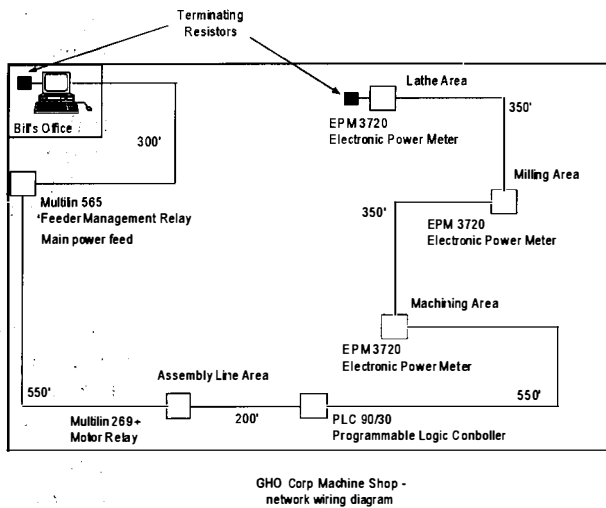 Terminating
Resistors
Bill's Office
300'
Lathe Area
EPM 3720
Electronic Power Meter
350'
Milling Area
Multilin 565
'Feeder Management Relay
Main power feed
350'
EPM 3720
Electronic Power Meter
Machining Area
EPM 3720
Electronic Power Meter
Assembly Line Area
550'
Multilin 269+
Motor Relay
200'
PLC 90/30
Programmable Logic Conboller
550'
GHO Corp Machine Shop -
network wiring diagram